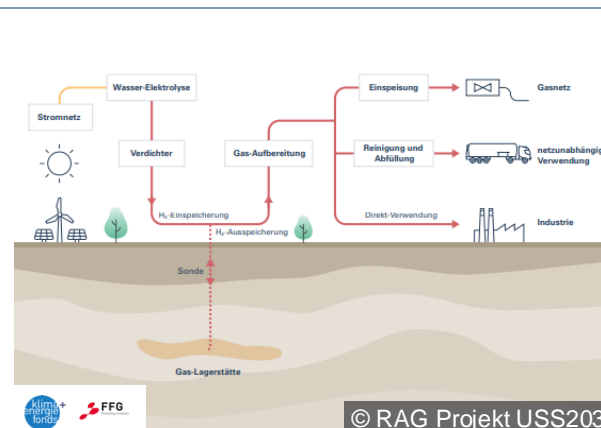 Wasser-Elektrolyse
Einspeisung
Gasnetz
Stromnetz
Verdichter
Gas-Aufbereitung
Reinigung und
Abfüllung
netzunabhängig
Verwendung
H₂-Einspeicherung
Direkt-Verwendung
Industrie
H₂-Ausspeicherung
Sonde
Gas-Lagerstätte
klima+
energie
fonds
FFG
© RAG Projekt USS203